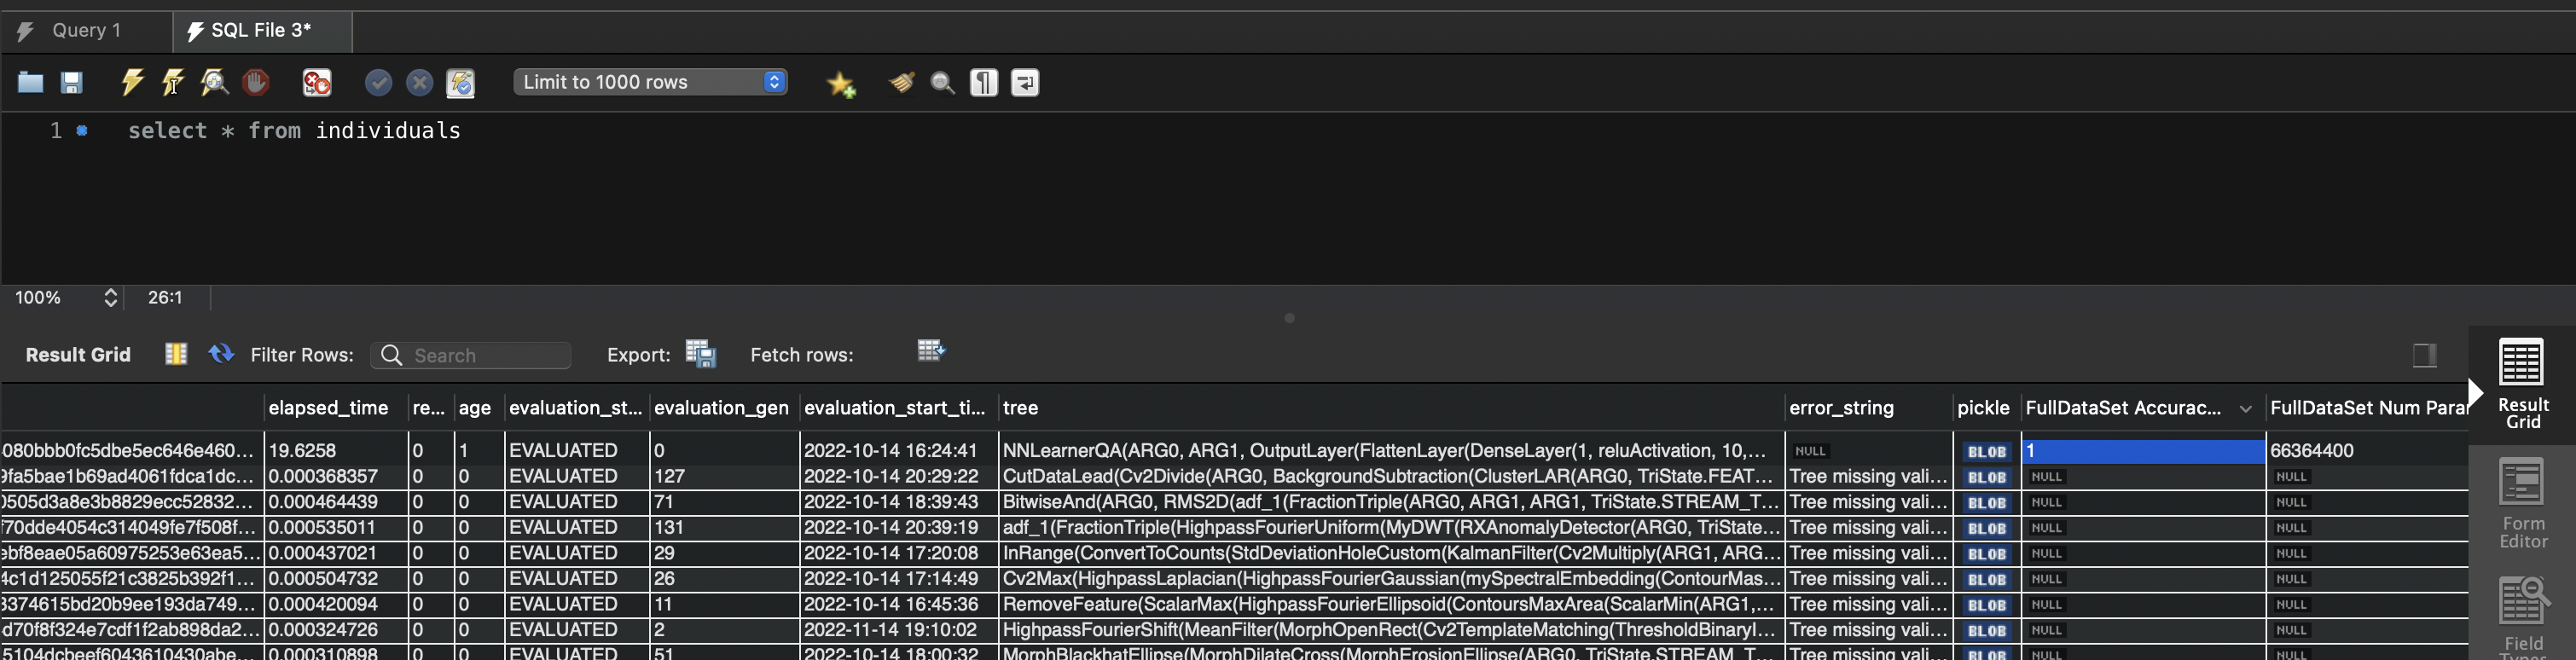 Query 1 SQL File 3*
Limit to 1000 rows
1 select * from individuals
100% 26:1
Result Grid Filter Rows: Search Export: Fetch rows:
Result Grid
Form Editor
Field Types
elapsed_time re... age evaluation_st... evaluation_gen evaluation_start_ti... tree error_string pickle FullDataSet Accurac... FullDataSet Num Paran
080bbb0fc5dbe5ec646e460... 19.6258 0 1 EVALUATED 0 2022-10-14 16:24:41 NNLearnerQA(ARG0, ARG1, OutputLayer(FlattenLayer(DenseLayer(1, reluActivation, 10,... NULL BLOB 1 66364400
9fa5bae1b69ad4061fdca1dc... 0.000368357 0 0 EVALUATED 127 2022-10-14 20:29:22 CutDataLead(Cv2Divide(ARG0, BackgroundSubtraction(ClusterLAR(ARG0, TriState.FEAT... Tree missing vali... BLOB NULL NULL
0505d3a8e3b8829ecc52832... 0.000464439 0 0 EVALUATED 71 2022-10-14 18:39:43 BitwiseAnd(ARG0, RMS2D(adf_1(FractionTriple(ARG0, ARG1, ARG1, TriState.STREAM_T... Tree missing vali... BLOB NULL NULL
f70dde4054c314049fe7f508f... 0.000535011 0 0 EVALUATED 131 2022-10-14 20:39:19 adf_1(FractionTriple(HighpassFourierUniform(MyDWT(RXAnomalyDetector(ARG0, TriState... Tree missing vali... BLOB NULL NULL
ebf8eae05a60975253e63ea5... 0.000437021 0 0 EVALUATED 29 2022-10-14 17:20:08 InRange(ConvertToCounts(StdDeviationHoleCustom(KalmanFilter(Cv2Multiply(ARG1, ARG... Tree missing vali... BLOB NULL NULL
4c1d125055f21c3825b392f1... 0.000504732 0 0 EVALUATED 26 2022-10-14 17:14:49 Cv2Max(HighpassLaplacian(HighpassFourierGaussian(mySpectralEmbedding(ContourMas... Tree missing vali... BLOB NULL NULL
3374615bd20b9ee193da749... 0.000420094 0 0 EVALUATED 11 2022-10-14 16:45:36 RemoveFeature(ScalarMax(HighpassFourierEllipsoid(ContoursMaxArea(ScalarMin(ARG1,... Tree missing vali... BLOB NULL NULL
d70f8f324e7cdf1f2ab898da2... 0.000324726 0 0 EVALUATED 2 2022-11-14 19:10:02 HighpassFourierShift(MeanFilter(MorphOpenRect(Cv2TemplateMatching(ThresholdBinaryI... Tree missing vali... BLOB NULL NULL
5104dcbeef6043610430abe... 0.000310898 0 0 EVALUATED 51 2022-10-14 18:00:32 MorphBlackhatEllipse(MorphDilateCross(MorphErosionEllipse(ARG0, TriState.STREAM_T... Tree missing vali... BLOB NULL NULL